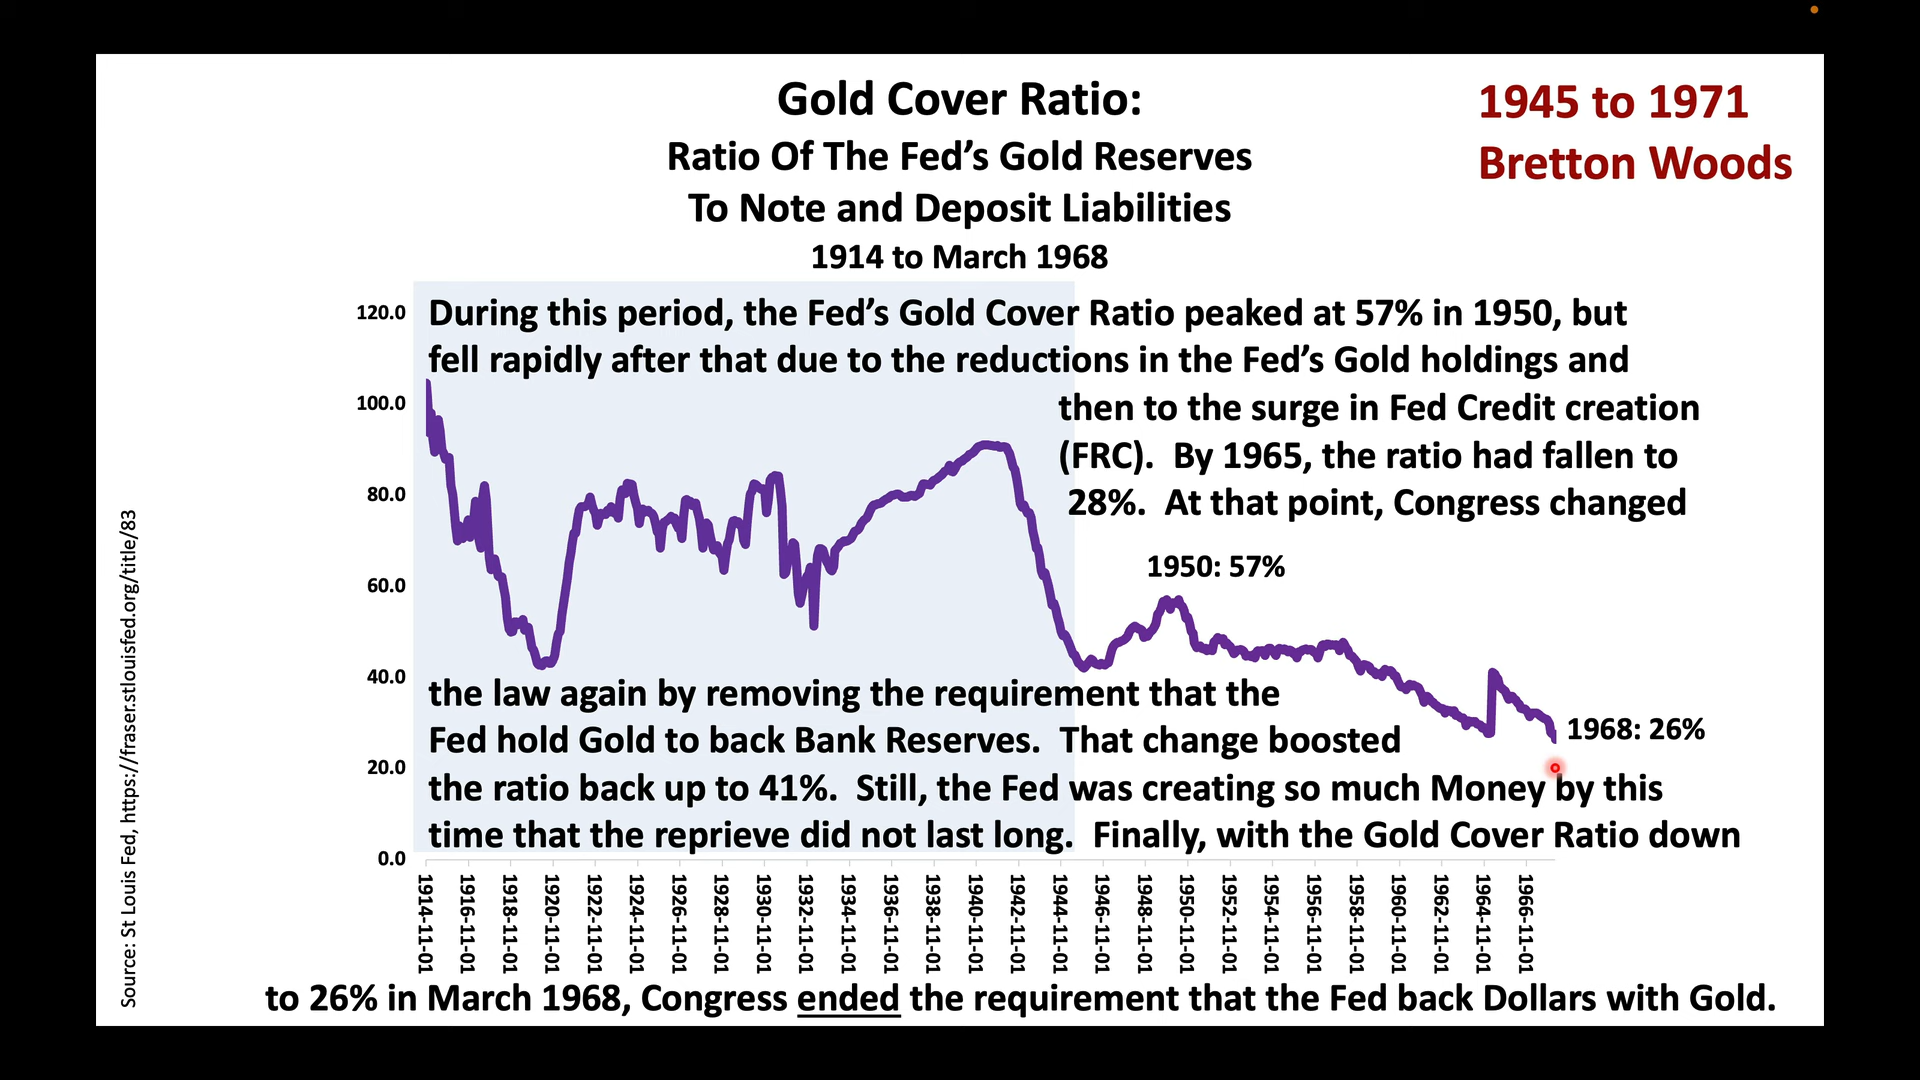 Gold Cover Ratio:
Ratio Of The Fed’s Gold Reserves
To Note and Deposit Liabilities
1914 to March 1968
1945 to 1971
Bretton Woods
During this period, the Fed’s Gold Cover Ratio peaked at 57% in 1950, but
fell rapidly after that due to the reductions in the Fed’s Gold holdings and
then to the surge in Fed Credit creation
(FRC). By 1965, the ratio had fallen to
28%. At that point, Congress changed
1950: 57%
the law again by removing the requirement that the
Fed hold Gold to back Bank Reserves. That change boosted
1968: 26%
the ratio back up to 41%. Still, the Fed was creating so much Money by this
time that the reprieve did not last long. Finally, with the Gold Cover Ratio down
120.0
100.0
80.0
60.0
40.0
20.0
0.0
1914-11-01
1916-11-01
1918-11-01
1920-11-01
1922-11-01
1924-11-01
1926-11-01
1928-11-01
1930-11-01
1932-11-01
1934-11-01
1936-11-01
1938-11-01
1940-11-01
1942-11-01
1944-11-01
1946-11-01
1948-11-01
1950-11-01
1952-11-01
1954-11-01
1956-11-01
1958-11-01
1960-11-01
1962-11-01
1964-11-01
1966-11-01
to 26% in March 1968, Congress ended the requirement that the Fed back Dollars with Gold.
Source: St Louis Fed, https://fraser.stlouisfed.org/title/83